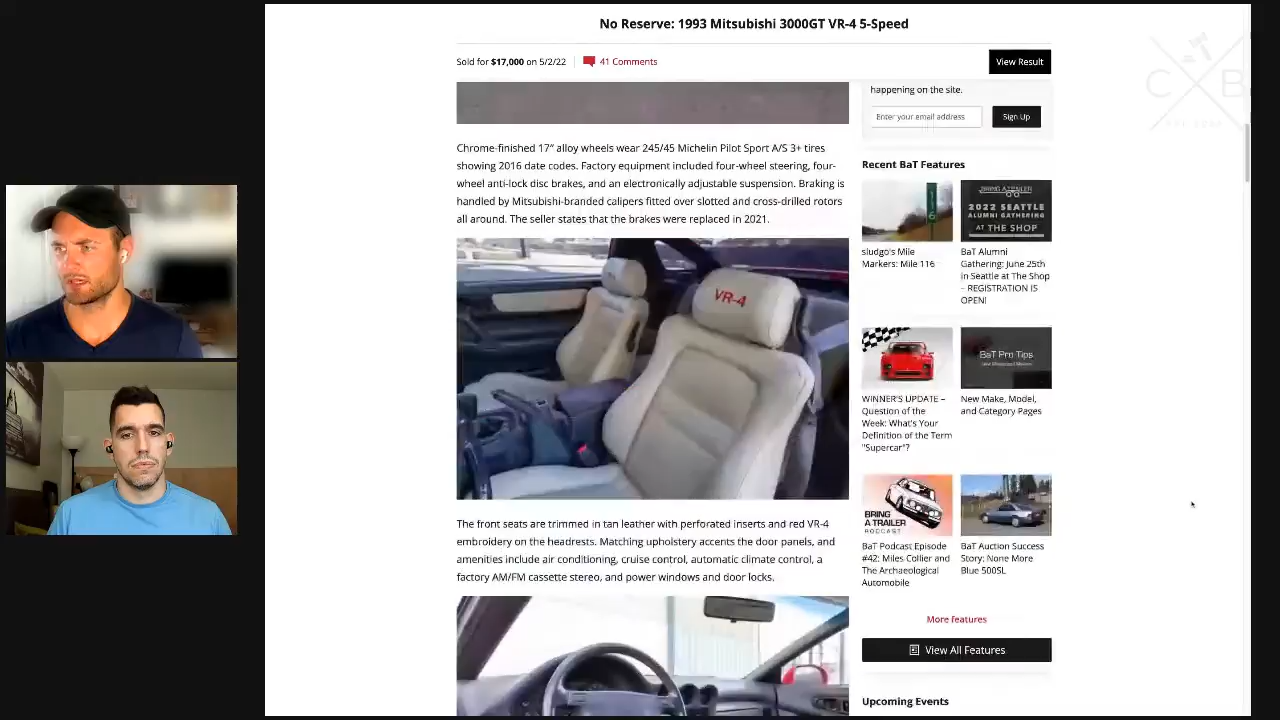 No Reserve: 1993 Mitsubishi 3000GT VR-4 5-Speed
Sold for $17,000 on 5/2/22
41 Comments
View Result
happening on the site.
Enter your email address
Sign Up
Chrome-finished 17” alloy wheels wear 245/45 Michelin Pilot Sport A/S 3+ tires
showing 2016 date codes. Factory equipment included four-wheel steering, four-
wheel anti-lock disc brakes, and an electronically adjustable suspension. Braking is
handled by Mitsubishi-branded calipers fitted over slotted and cross-drilled rotors
all around. The seller states that the brakes were replaced in 2021.
VR-4
The front seats are trimmed in tan leather with perforated inserts and red VR-4
embroidery on the headrests. Matching upholstery accents the door panels, and
amenities include air conditioning, cruise control, automatic climate control, a
factory AM/FM cassette stereo, and power windows and door locks.
Recent BaT Features
sludgo's Mile
Markers: Mile 116
BRING A TRAILER
2022 SEATTLE
ALUMNI GATHERING
AT THE SHOP
BaT Alumni
Gathering: June 25th
in Seattle at The Shop
– REGISTRATION IS
OPEN!
WINNER'S UPDATE –
Question of the
Week: What's Your
Definition of the Term
"Supercar"?
BaT Pro Tips
New Make, Model,
and Category Pages
BRING
A TRAILER
PODCAST
BaT Podcast Episode
#42: Miles Collier and
The Archaeological
Automobile
BaT Auction Success
Story: None More
Blue 500SL
More features
View All Features
Upcoming Events
C B